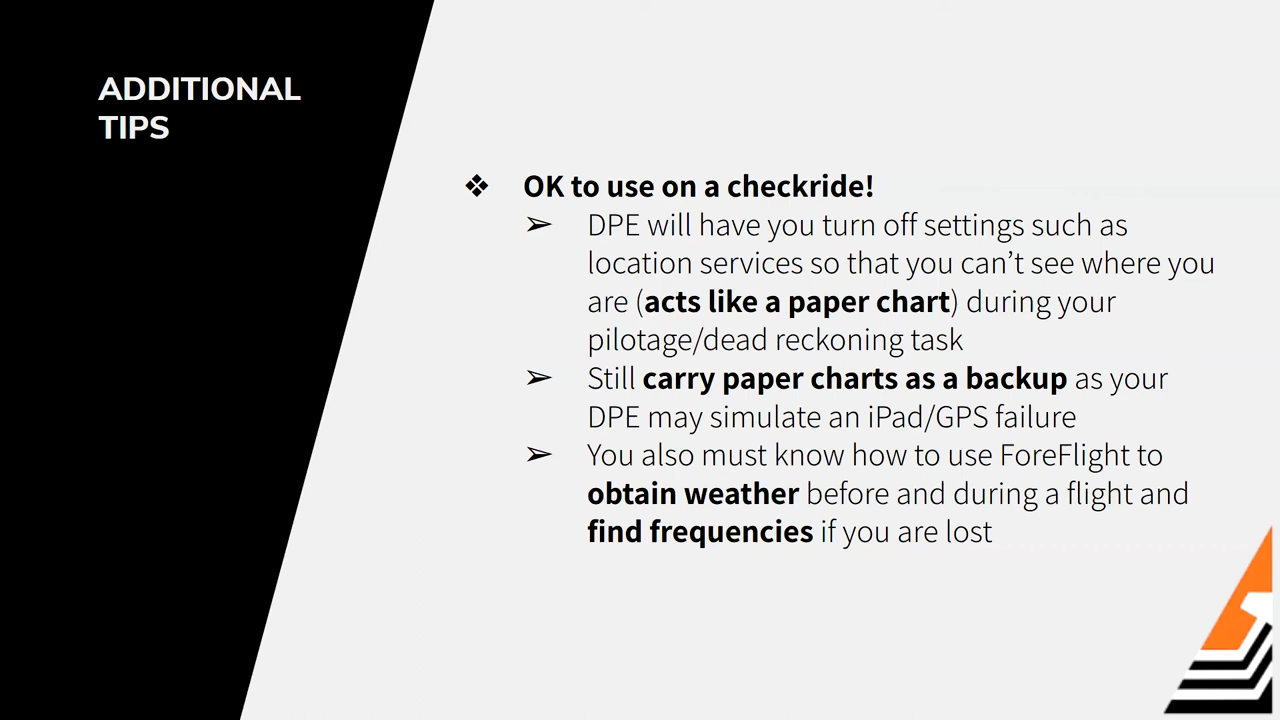 ADDITIONAL
TIPS
❖ OK to use on a checkride!
➢ DPE will have you turn off settings such as
location services so that you can’t see where you
are (acts like a paper chart) during your
pilotage/dead reckoning task
➢ Still carry paper charts as a backup as your
DPE may simulate an iPad/GPS failure
➢ You also must know how to use ForeFlight to
obtain weather before and during a flight and
find frequencies if you are lost